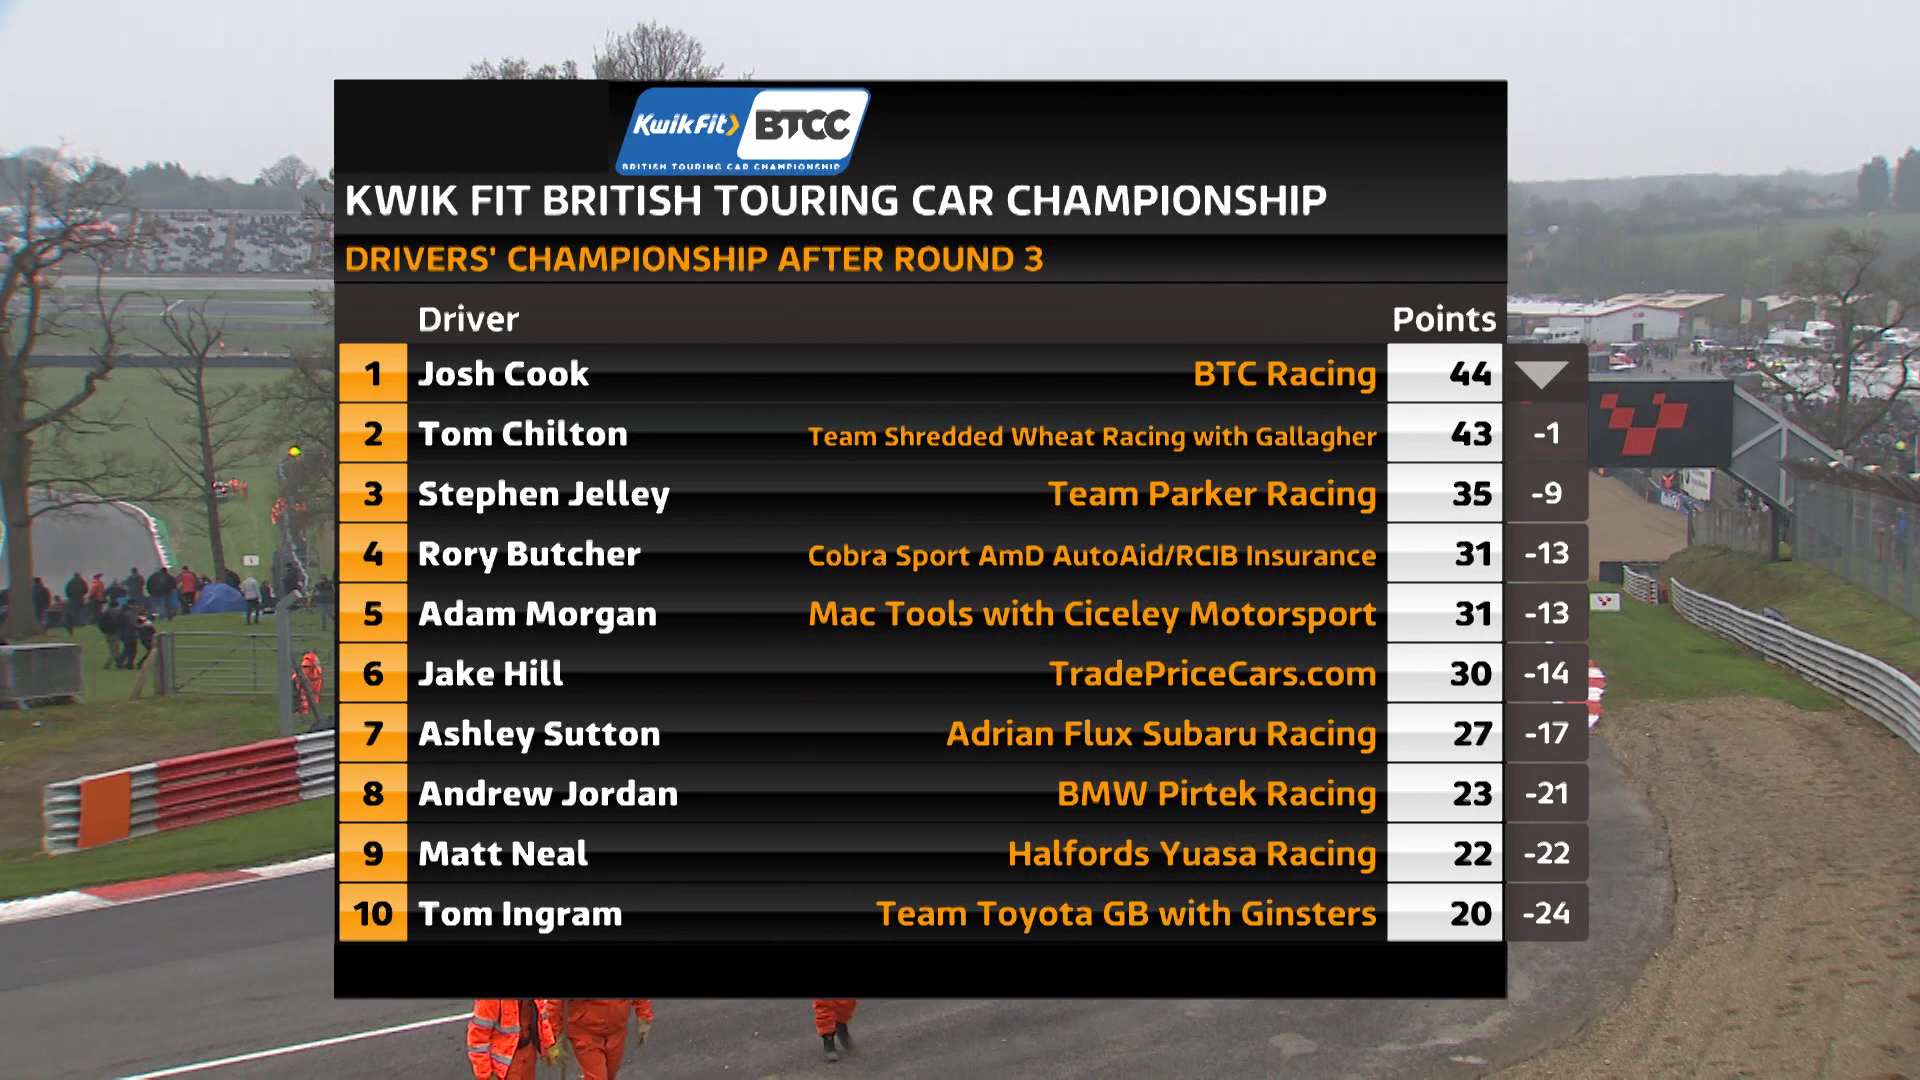 KwikFit BTCC
BRITISH TOURING CAR CHAMPIONSHIP
KWIK FIT BRITISH TOURING CAR CHAMPIONSHIP
DRIVERS' CHAMPIONSHIP AFTER ROUND 3
Driver Points
1 Josh Cook BTC Racing 44
2 Tom Chilton Team Shredded Wheat Racing with Gallagher 43 -1
3 Stephen Jelley Team Parker Racing 35 -9
4 Rory Butcher Cobra Sport AmD AutoAid/RCIB Insurance 31 -13
5 Adam Morgan Mac Tools with Ciceley Motorsport 31 -13
6 Jake Hill TradePriceCars.com 30 -14
7 Ashley Sutton Adrian Flux Subaru Racing 27 -17
8 Andrew Jordan BMW Pirtek Racing 23 -21
9 Matt Neal Halfords Yuasa Racing 22 -22
10 Tom Ingram Team Toyota GB with Ginsters 20 -24